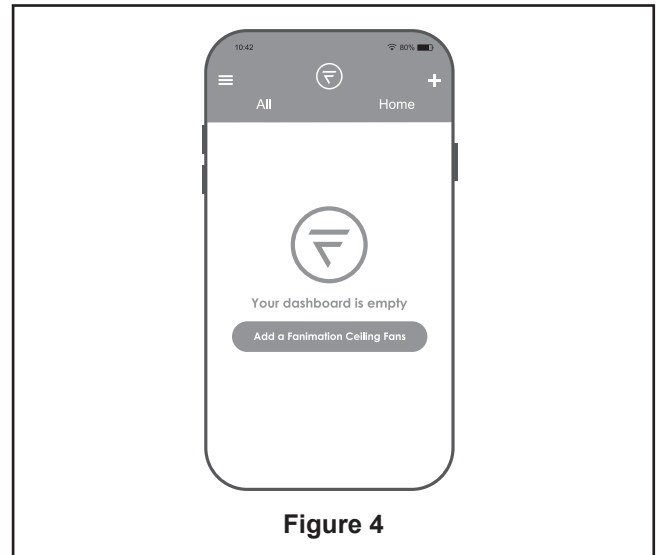 10:42 80%
All Home
Your dashboard is empty
Add a Fanimation Ceiling Fans
Figure 4